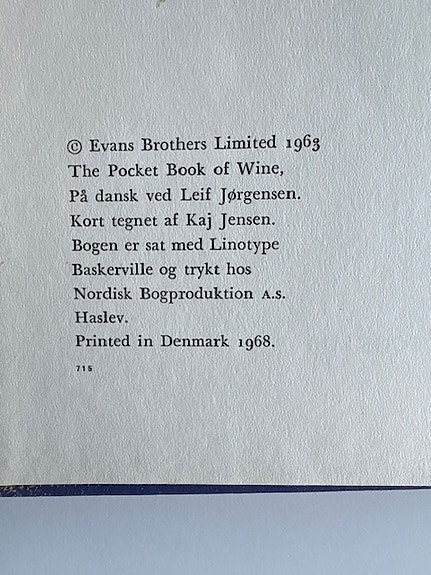 © Evans Brothers Limited 1963
The Pocket Book of Wine,
På dansk ved Leif Jørgensen.
Kort tegnet af Kaj Jensen.
Bogen er sat med Linotype
Baskerville og trykt hos
Nordisk Bogproduktion A.S.
Haslev.
Printed in Denmark 1968.
715